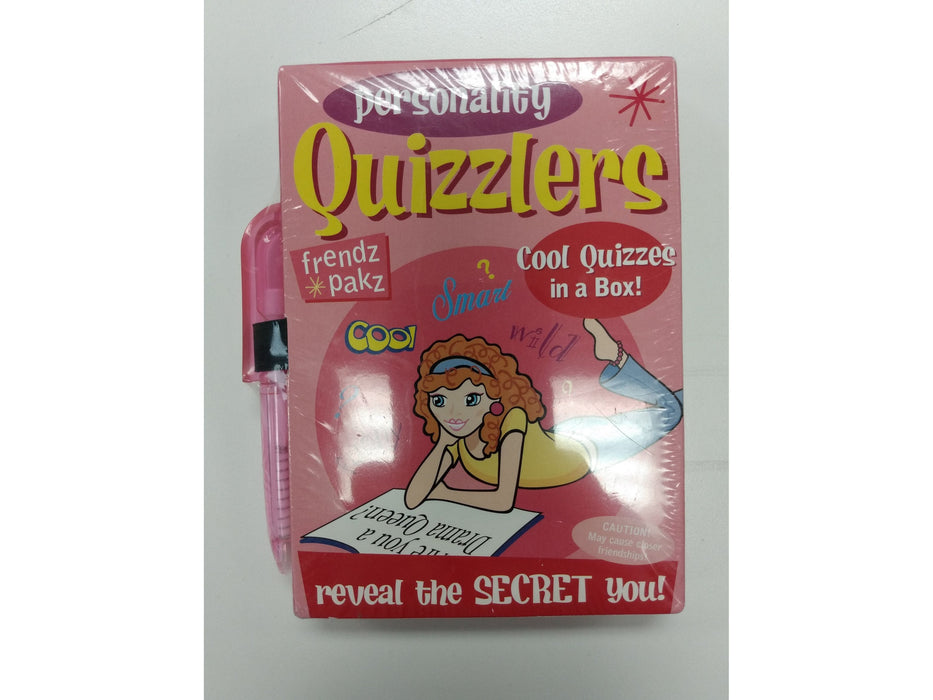 personality
Quizzlers
frendz
pakz
Cool Quizzes
in a Box!
Smart
?
Cool
wild
Are you a
Drama Queen?
CAUTION!
May cause closer
friendships!
reveal the SECRET you!